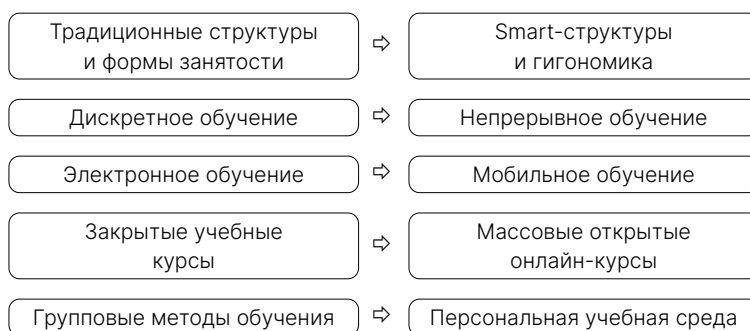 Традиционные структуры
и формы занятости
⇨
Smart-структуры
и гигономика
Дискретное обучение
⇨
Непрерывное обучение
Электронное обучение
⇨
Мобильное обучение
Закрытые учебные
курсы
⇨
Массовые открытые
онлайн-курсы
Групповые методы обучения
⇨
Персональная учебная среда